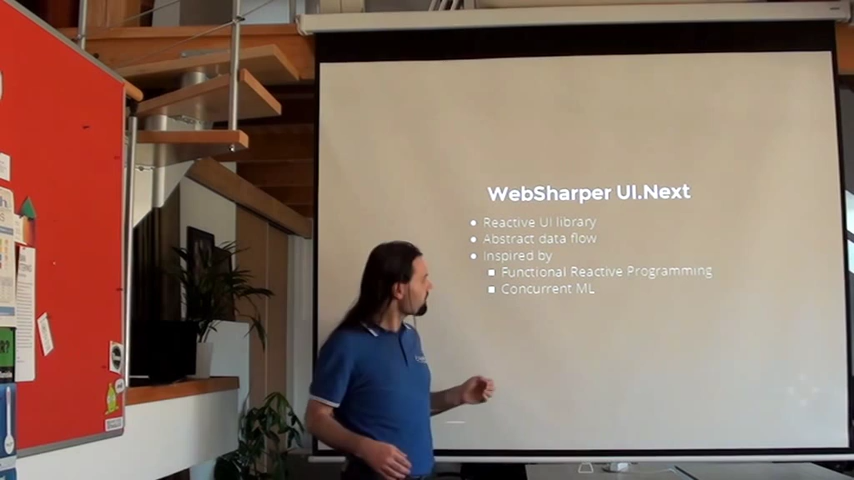 WebSharper UI.Next
Reactive UI library
Abstract data flow
Inspired by
Functional Reactive Programming
Concurrent ML